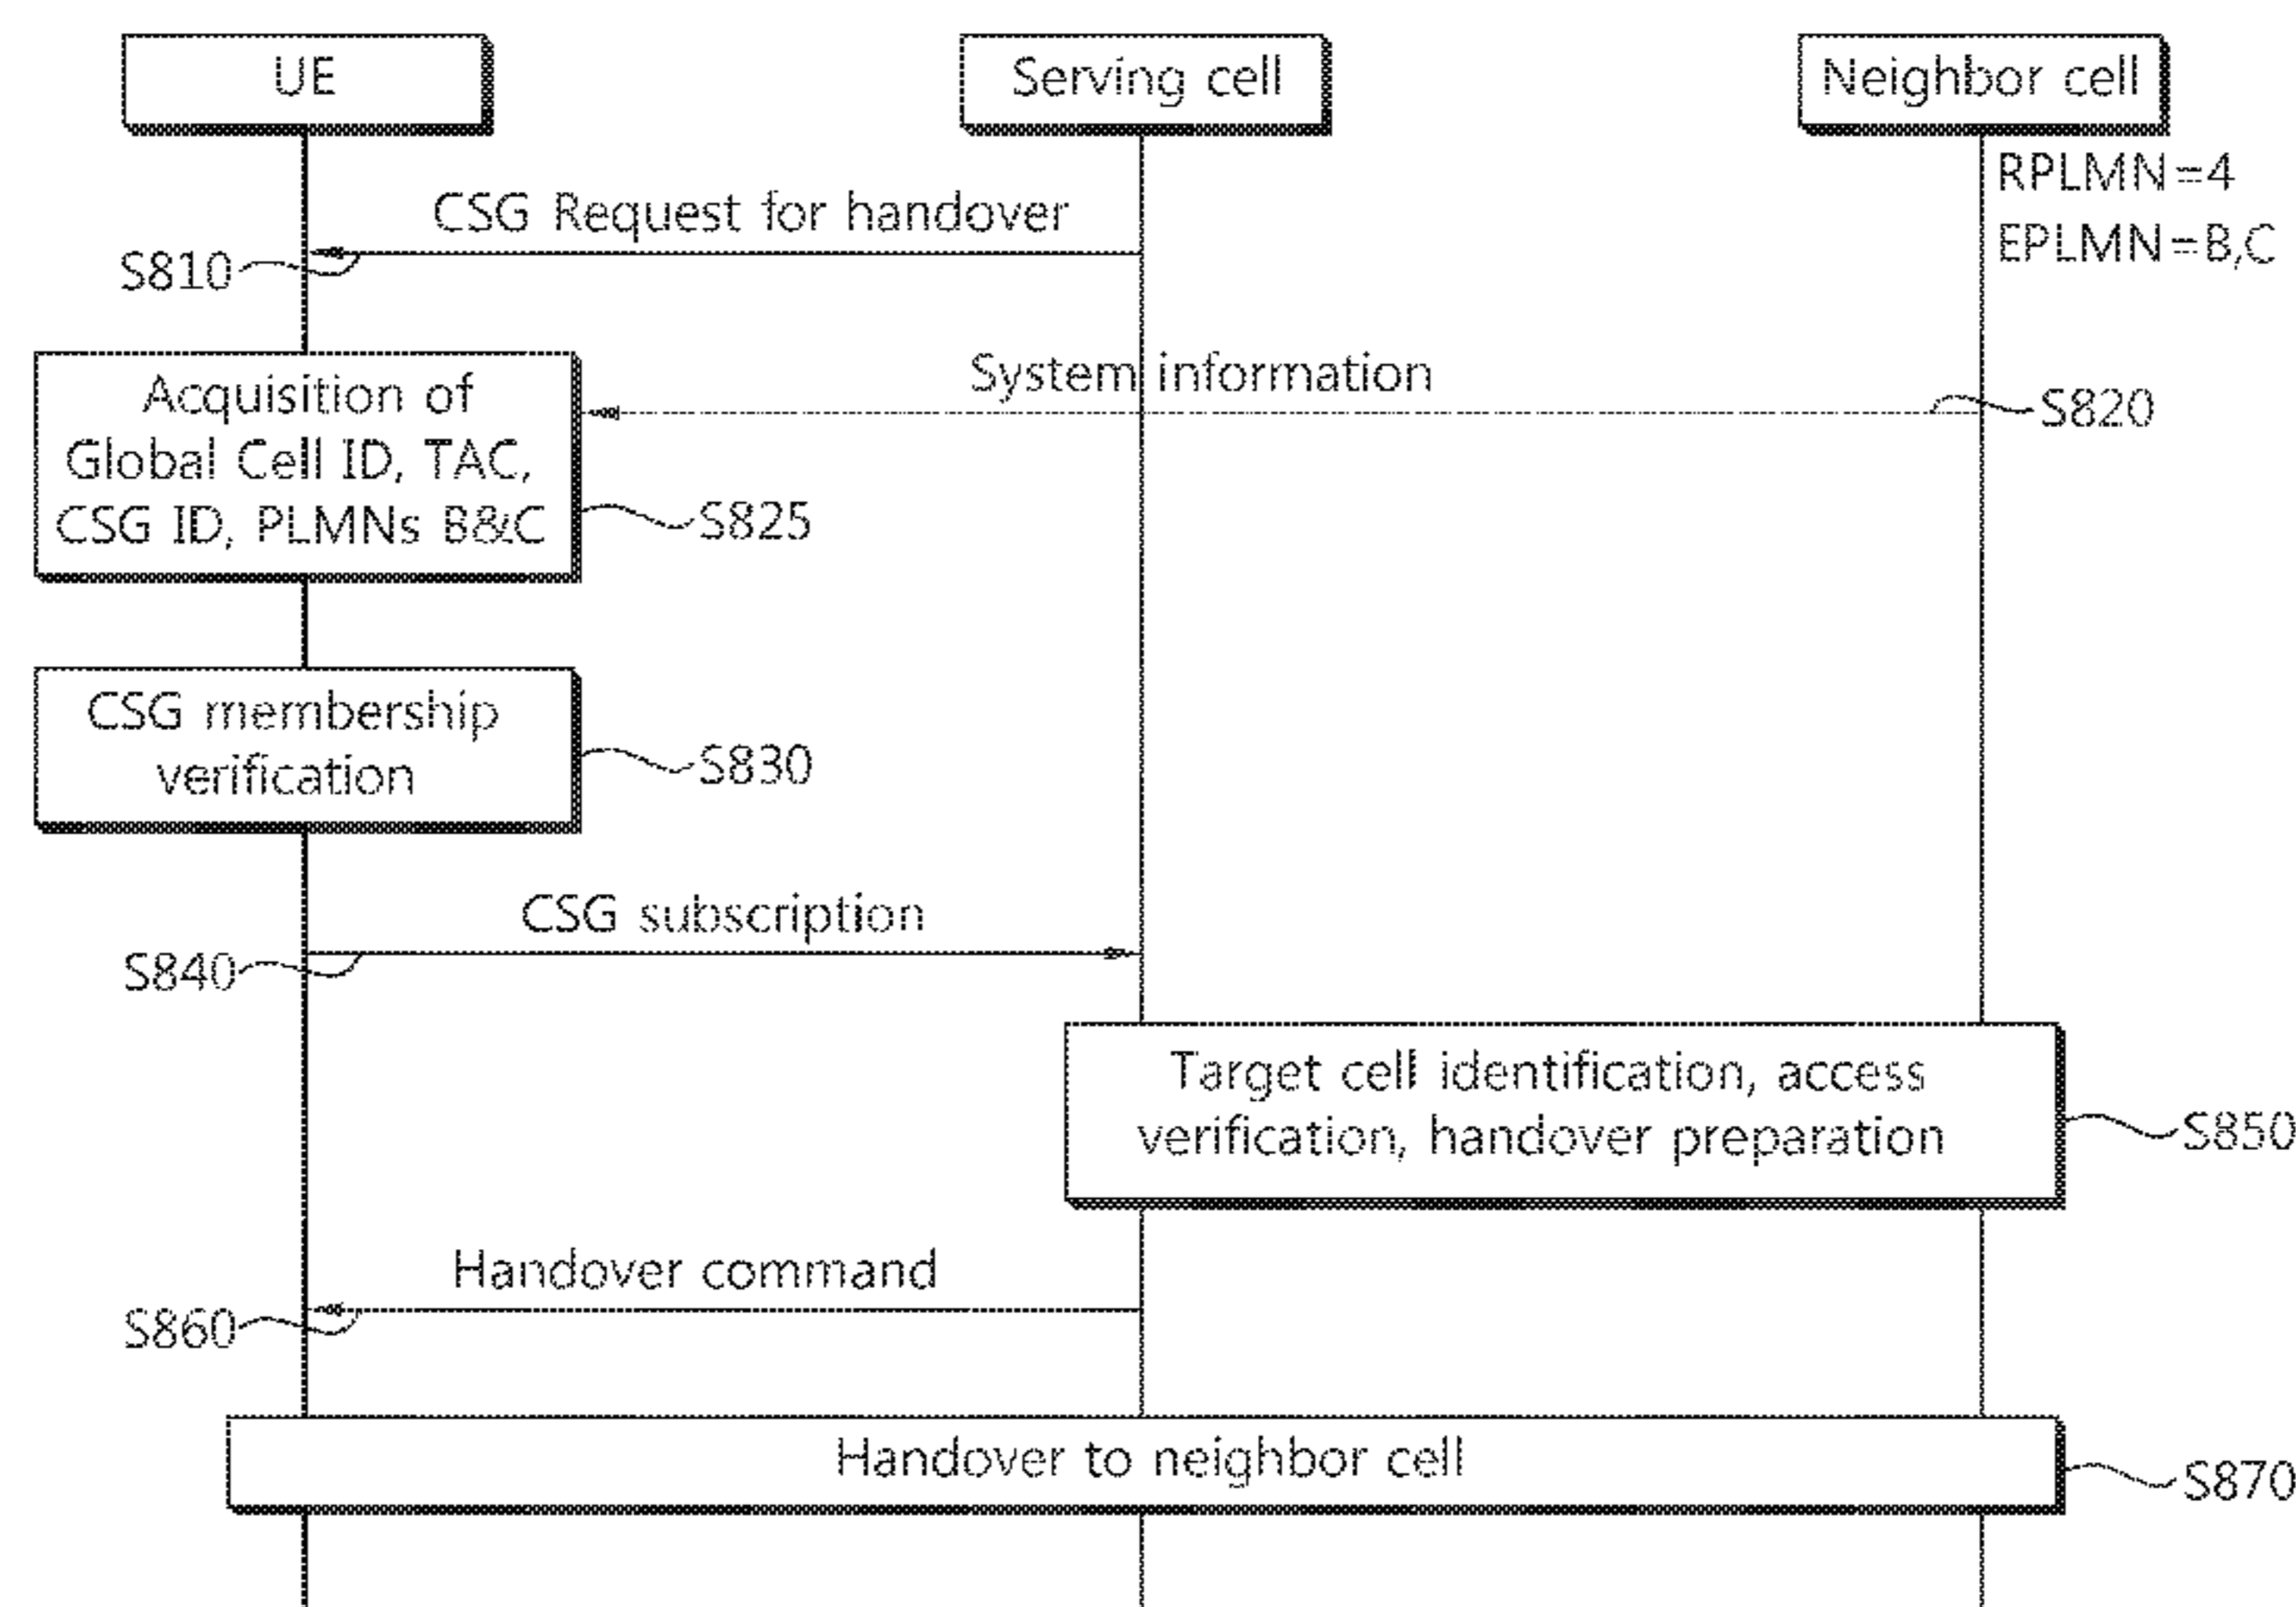 UE
Serving cell
Neighbor cell
RPLMN=4
EPLMN=B,C
CSG Request for handover
S810
System information
S820
Acquisition of
Global Cell ID, TAC,
CSG ID, PLMNs B&C
S825
CSG membership
verification
S830
CSG subscription
S840
Target cell identification, access
verification, handover preparation
S850
Handover command
S860
Handover to neighbor cell
S870